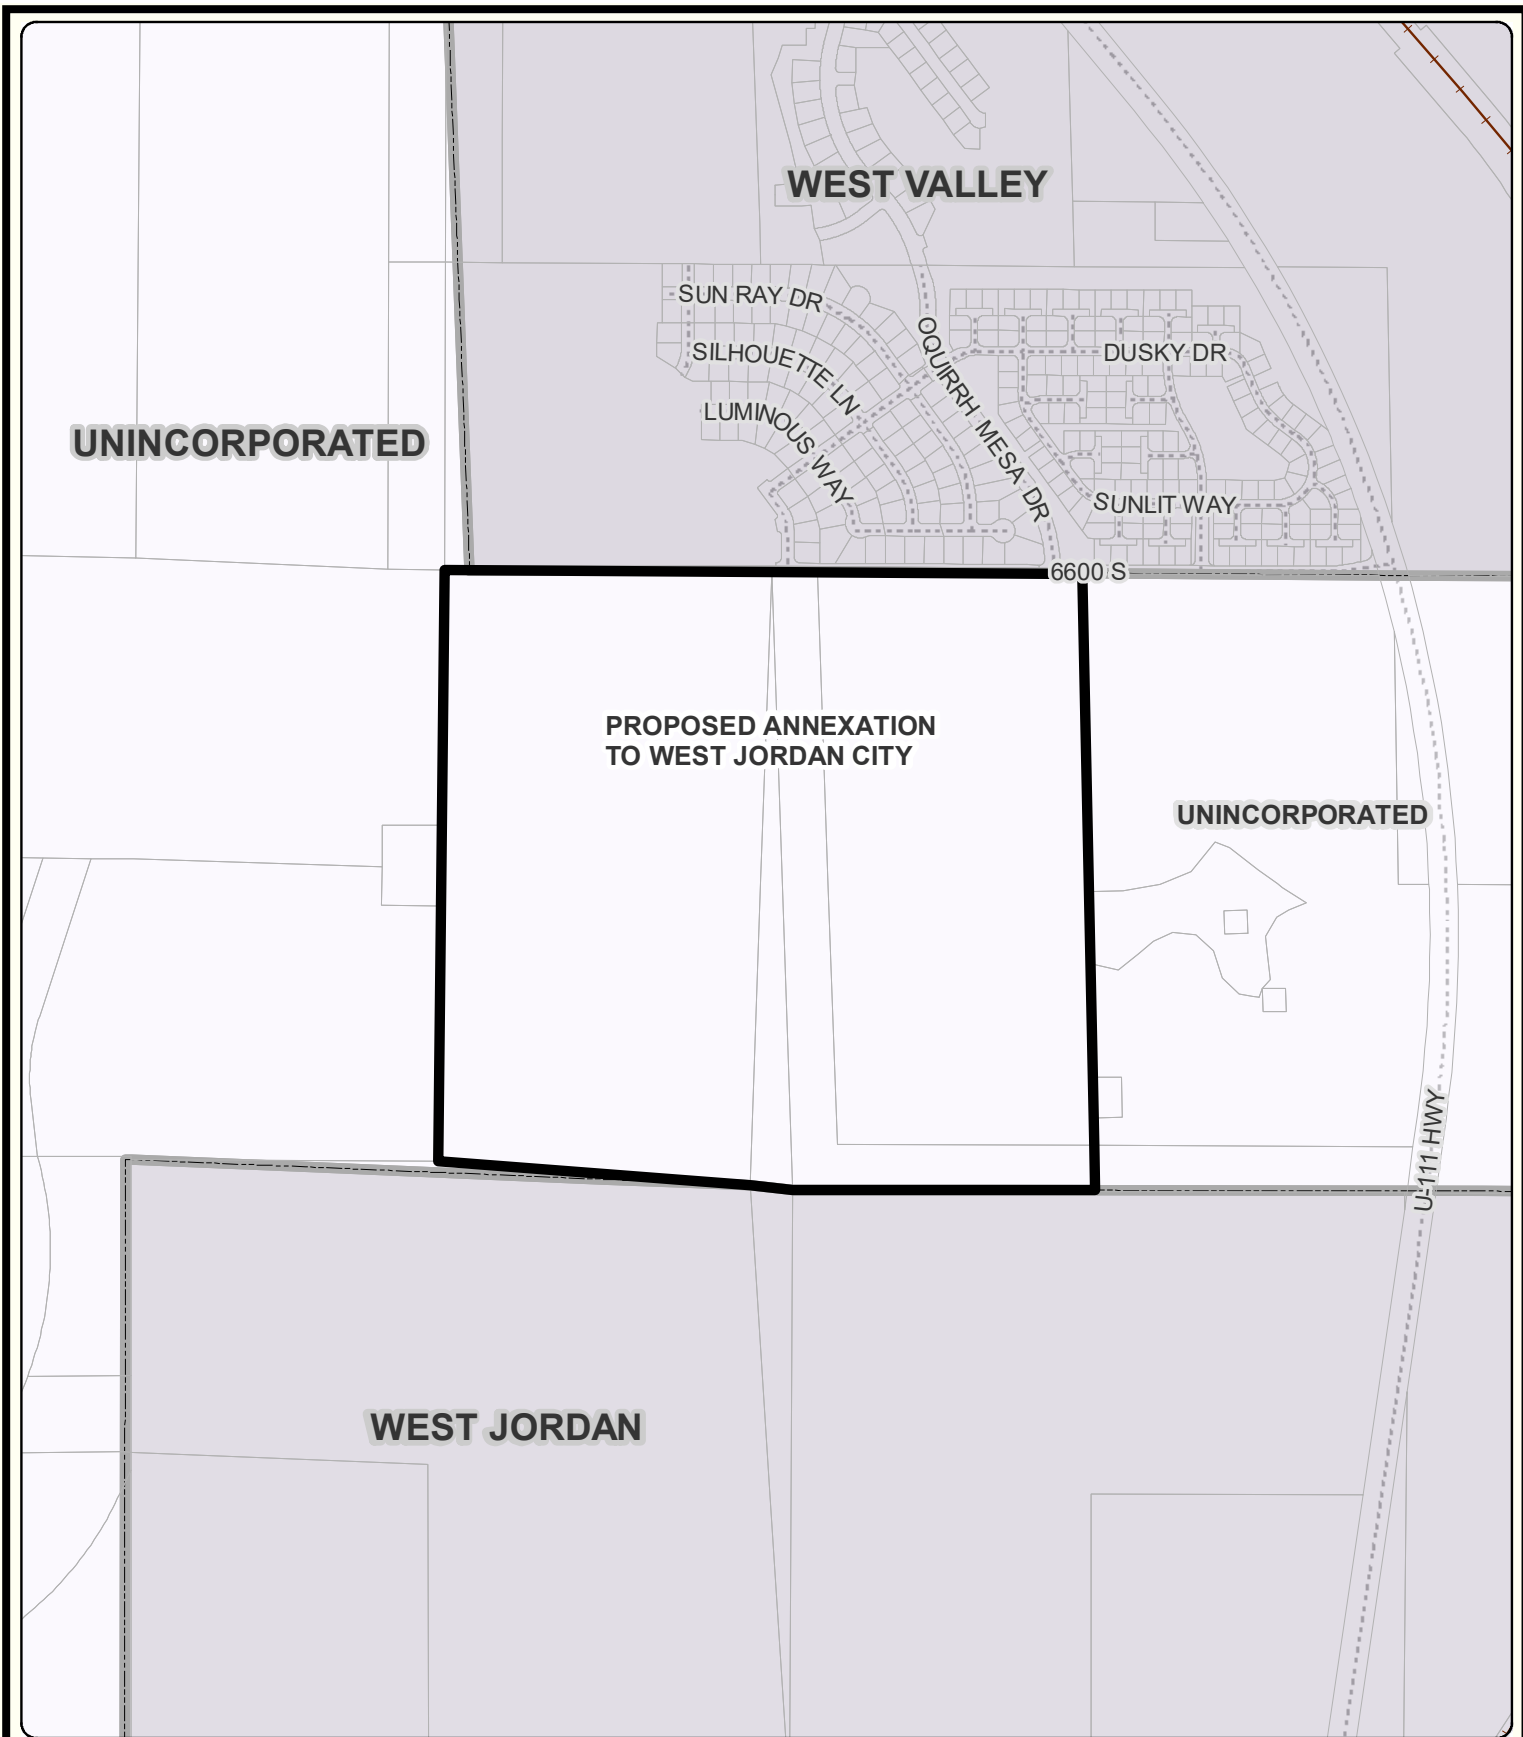 WEST VALLEY
SUN RAY DR
SILHOUETTE LN
LUMINOUS WAY
OQUIRRH MESA DR
DUSKY DR
SUNLIT WAY
UNINCORPORATED
6600 S
PROPOSED ANNEXATION
TO WEST JORDAN CITY
UNINCORPORATED
U-111 HWY
WEST JORDAN